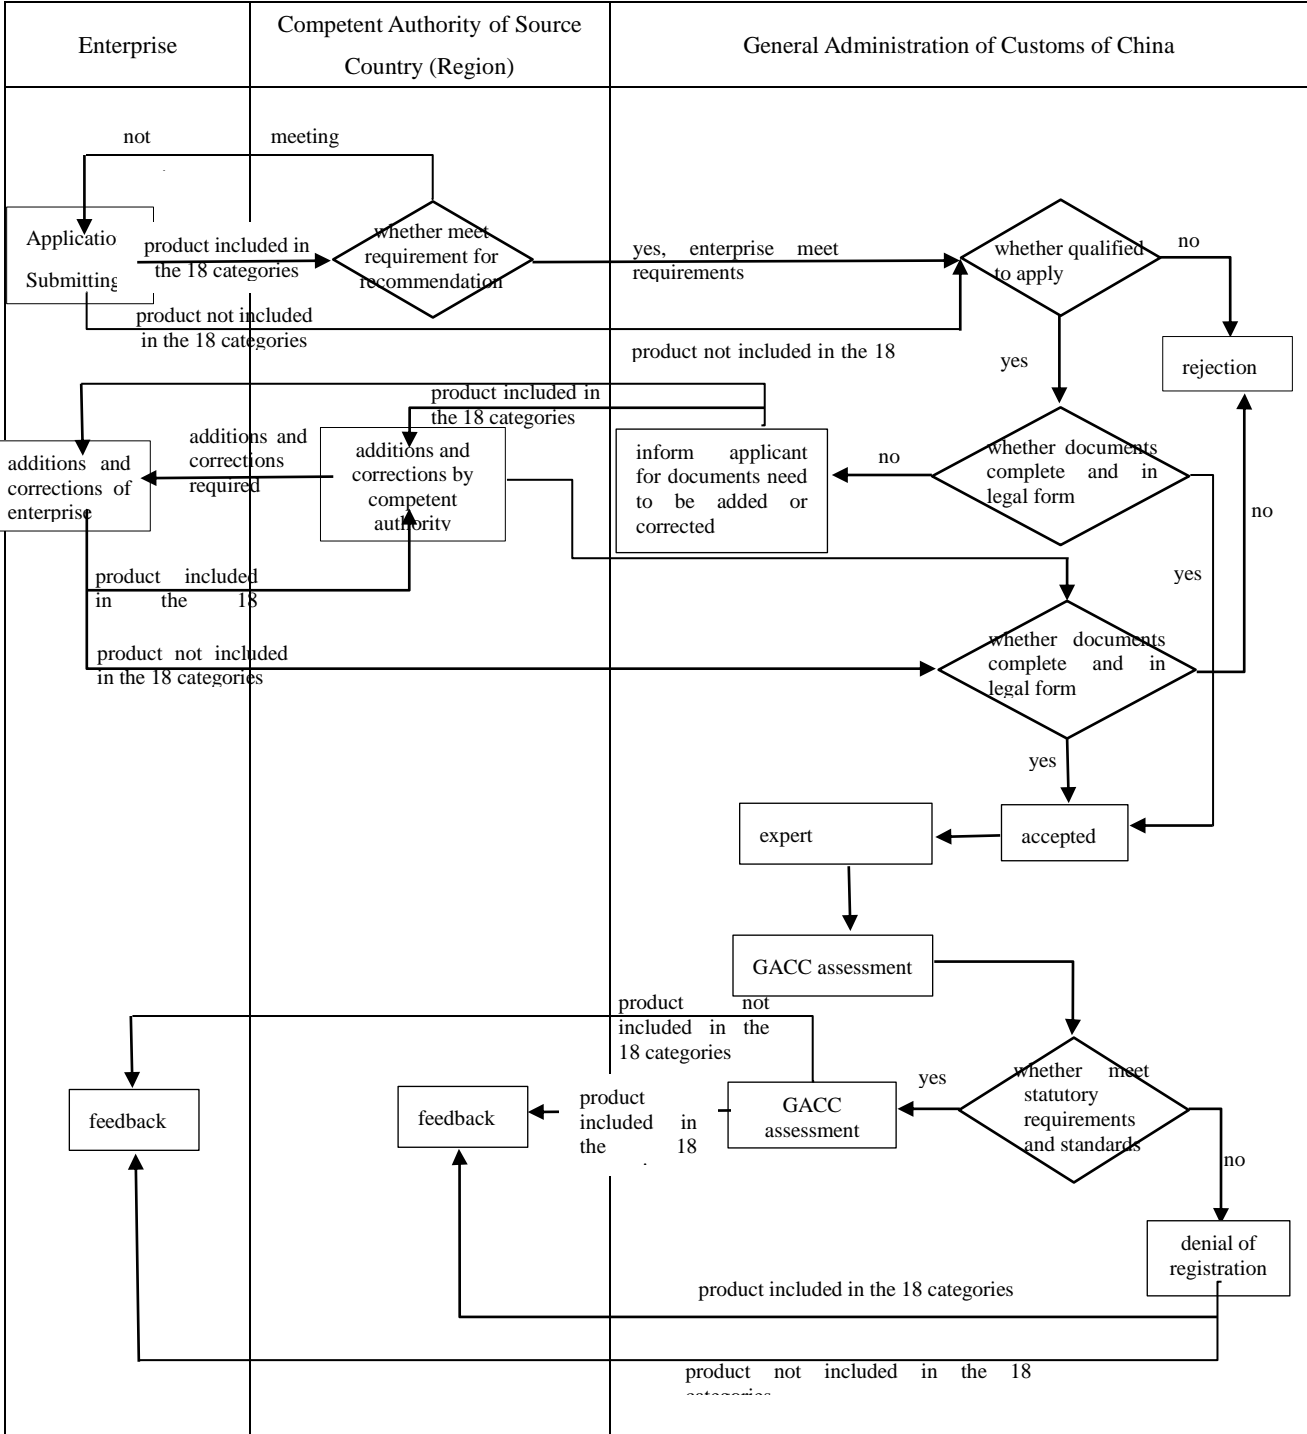 Enterprise
Competent Authority of Source
Country (Region)
General Administration of Customs of China
not meeting
Applicatio
Submitting
product included in
the 18 categories
whether meet
requirement for
recommendation
yes, enterprise meet
requirements
whether qualified
to apply
no
product not included
in the 18 categories
product not included in the 18
yes
rejection
product included in
the 18 categories
additions and
corrections of
enterprise
additions and
corrections
required
additions and
corrections by
competent
authority
inform applicant
for documents need
to be added or
corrected
no
whether documents
complete and in
legal form
no
yes
product included
in the 18
product not included
in the 18 categories
whether documents
complete and in
legal form
yes
expert
accepted
GACC assessment
product not
included in the
18 categories
feedback
feedback
product
included in
the 18
GACC
assessment
yes
whether meet
statutory
requirements
and standards
no
denial of
registration
product included in the 18 categories
product not included in the 18